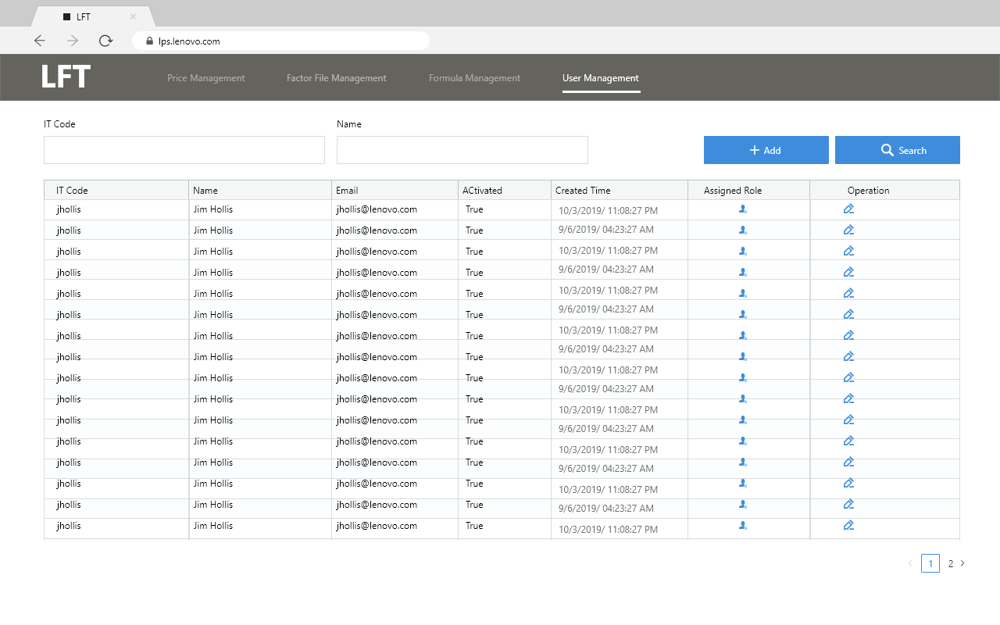 LFT
lps.lenovo.com
LFT Price Management Factor File Management Formula Management User Management
IT Code Name
Add Search
IT Code Name Email ACtivated Created Time Assigned Role Operation
jhollis Jim Hollis jhollis@lenovo.com True 10/3/2019/ 11:08:27 PM
jhollis Jim Hollis jhollis@lenovo.com True 9/6/2019/ 04:23:27 AM
jhollis Jim Hollis jhollis@lenovo.com True 10/3/2019/ 11:08:27 PM
jhollis Jim Hollis jhollis@lenovo.com True 9/6/2019/ 04:23:27 AM
jhollis Jim Hollis jhollis@lenovo.com True 10/3/2019/ 11:08:27 PM
jhollis Jim Hollis jhollis@lenovo.com True 9/6/2019/ 04:23:27 AM
jhollis Jim Hollis jhollis@lenovo.com True 10/3/2019/ 11:08:27 PM
jhollis Jim Hollis jhollis@lenovo.com True 9/6/2019/ 04:23:27 AM
jhollis Jim Hollis jhollis@lenovo.com True 10/3/2019/ 11:08:27 PM
jhollis Jim Hollis jhollis@lenovo.com True 9/6/2019/ 04:23:27 AM
jhollis Jim Hollis jhollis@lenovo.com True 10/3/2019/ 11:08:27 PM
jhollis Jim Hollis jhollis@lenovo.com True 9/6/2019/ 04:23:27 AM
jhollis Jim Hollis jhollis@lenovo.com True 10/3/2019/ 11:08:27 PM
jhollis Jim Hollis jhollis@lenovo.com True 9/6/2019/ 04:23:27 AM
jhollis Jim Hollis jhollis@lenovo.com True 10/3/2019/ 11:08:27 PM
jhollis Jim Hollis jhollis@lenovo.com True 9/6/2019/ 04:23:27 AM
10/3/2019/ 11:08:27 PM
1 2